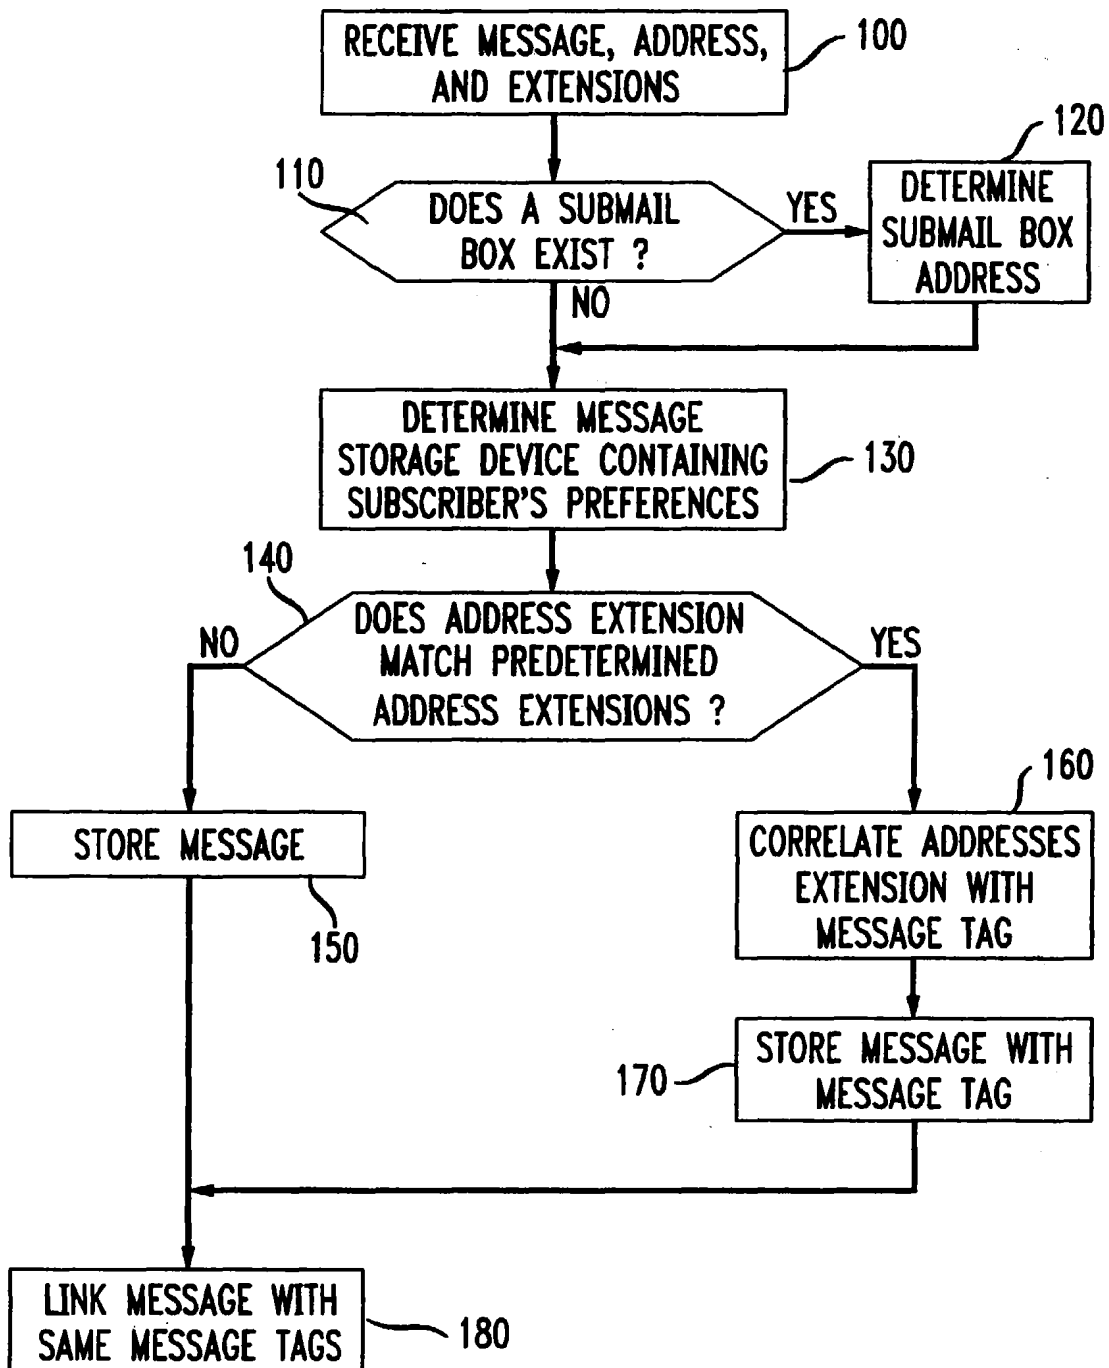 RECEIVE MESSAGE, ADDRESS,
AND EXTENSIONS
100
110
DOES A SUBMAIL
BOX EXIST ?
YES
120
DETERMINE
SUBMAIL BOX
ADDRESS
NO
DETERMINE MESSAGE
STORAGE DEVICE CONTAINING
SUBSCRIBER'S PREFERENCES
130
140
DOES ADDRESS EXTENSION
MATCH PREDETERMINED
ADDRESS EXTENSIONS ?
NO
YES
STORE MESSAGE
150
160
CORRELATE ADDRESSES
EXTENSION WITH
MESSAGE TAG
170
STORE MESSAGE WITH
MESSAGE TAG
LINK MESSAGE WITH
SAME MESSAGE TAGS
180